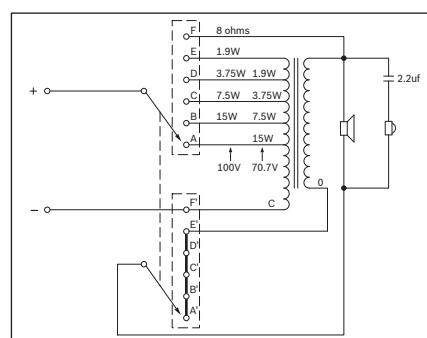 F 8 ohms
E 1.9W
D 3.75W 1.9W
C 7.5W 3.75W
B 15W 7.5W
A 15W
100V 70.7V
+
2.2uf
0
–
F' C
E'
D'
C'
B'
A'